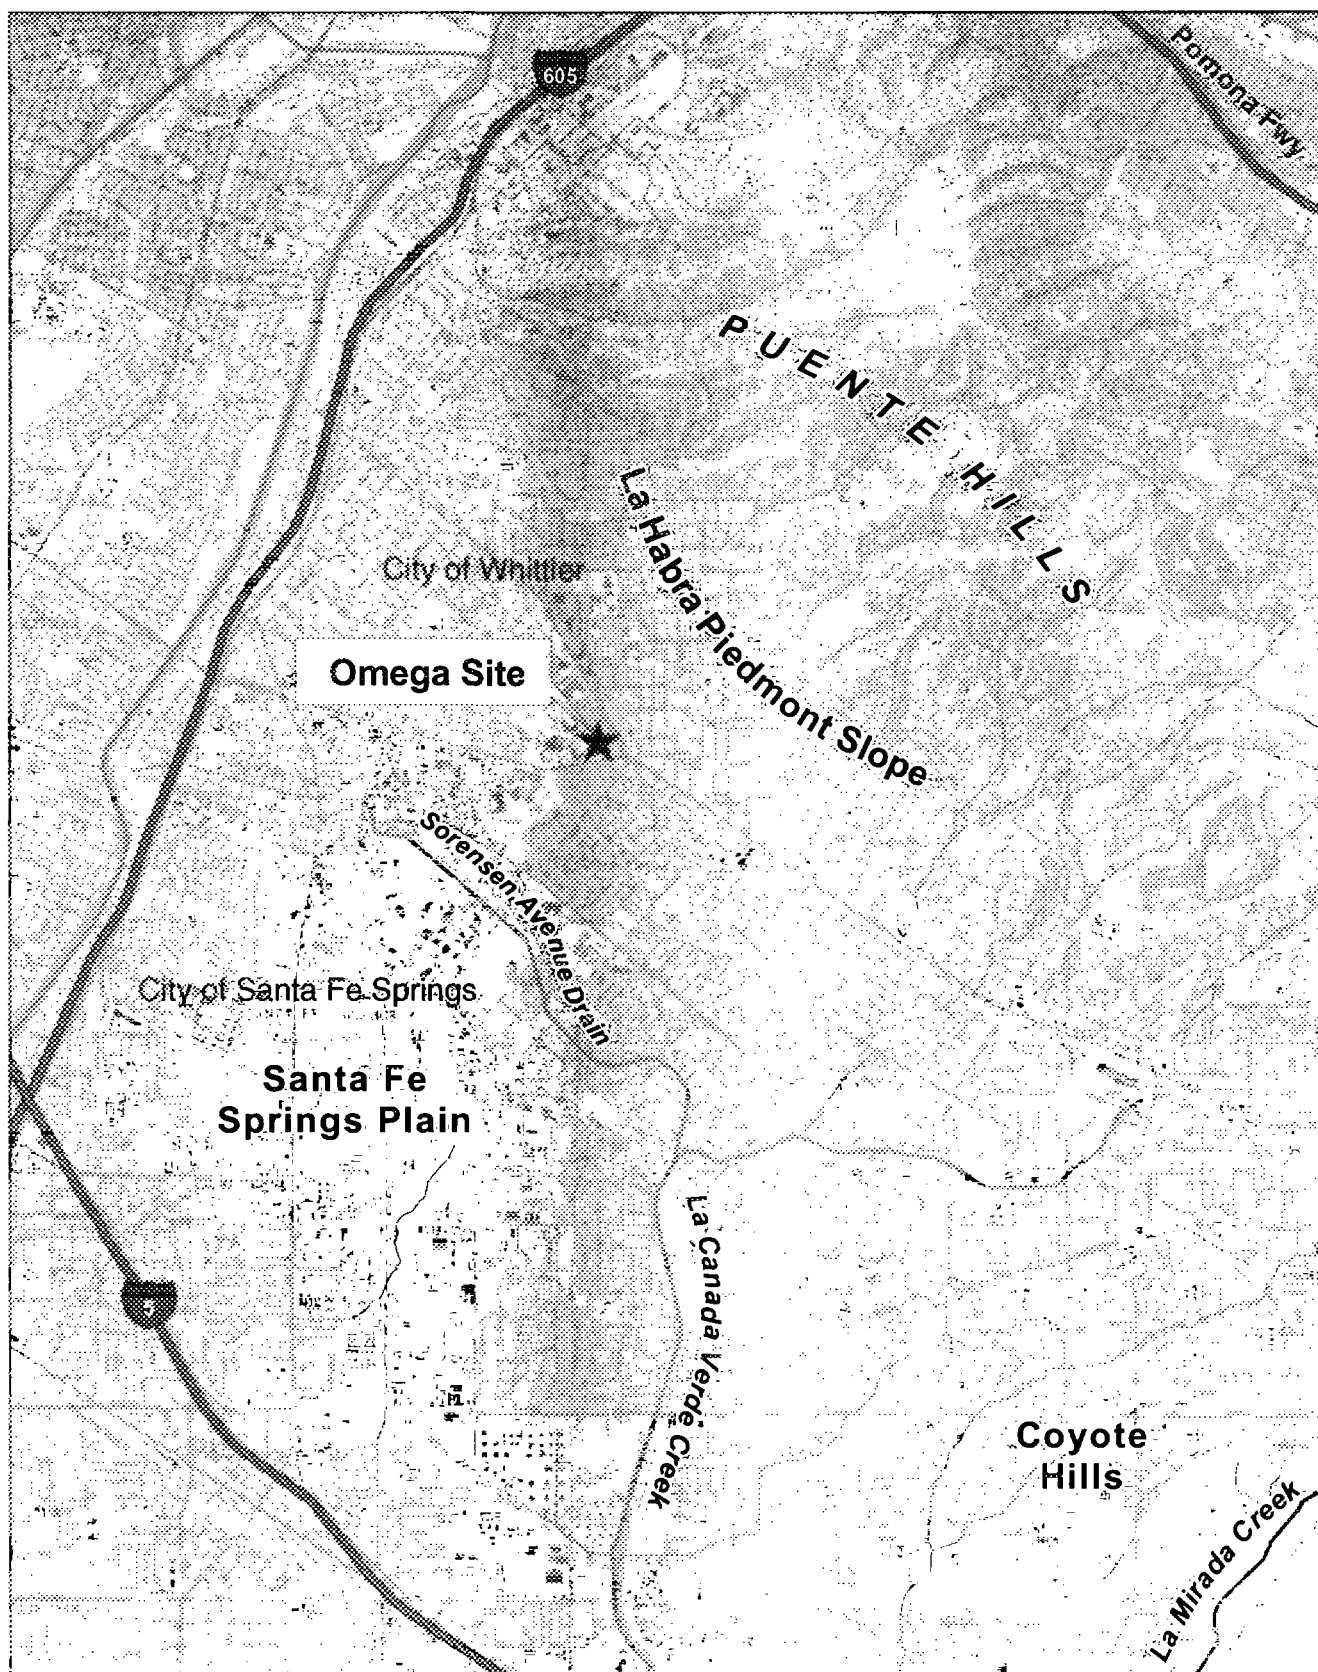 605
Pomona Fwy
PUENTE HILLS
La Habra Piedmont Slope
City of Whittier
Omega Site
Sorensen Avenue Drain
City of Santa Fe Springs
Santa Fe
Springs Plain
La Canada Verde Creek
5
Coyote
Hills
La Mirada Creek